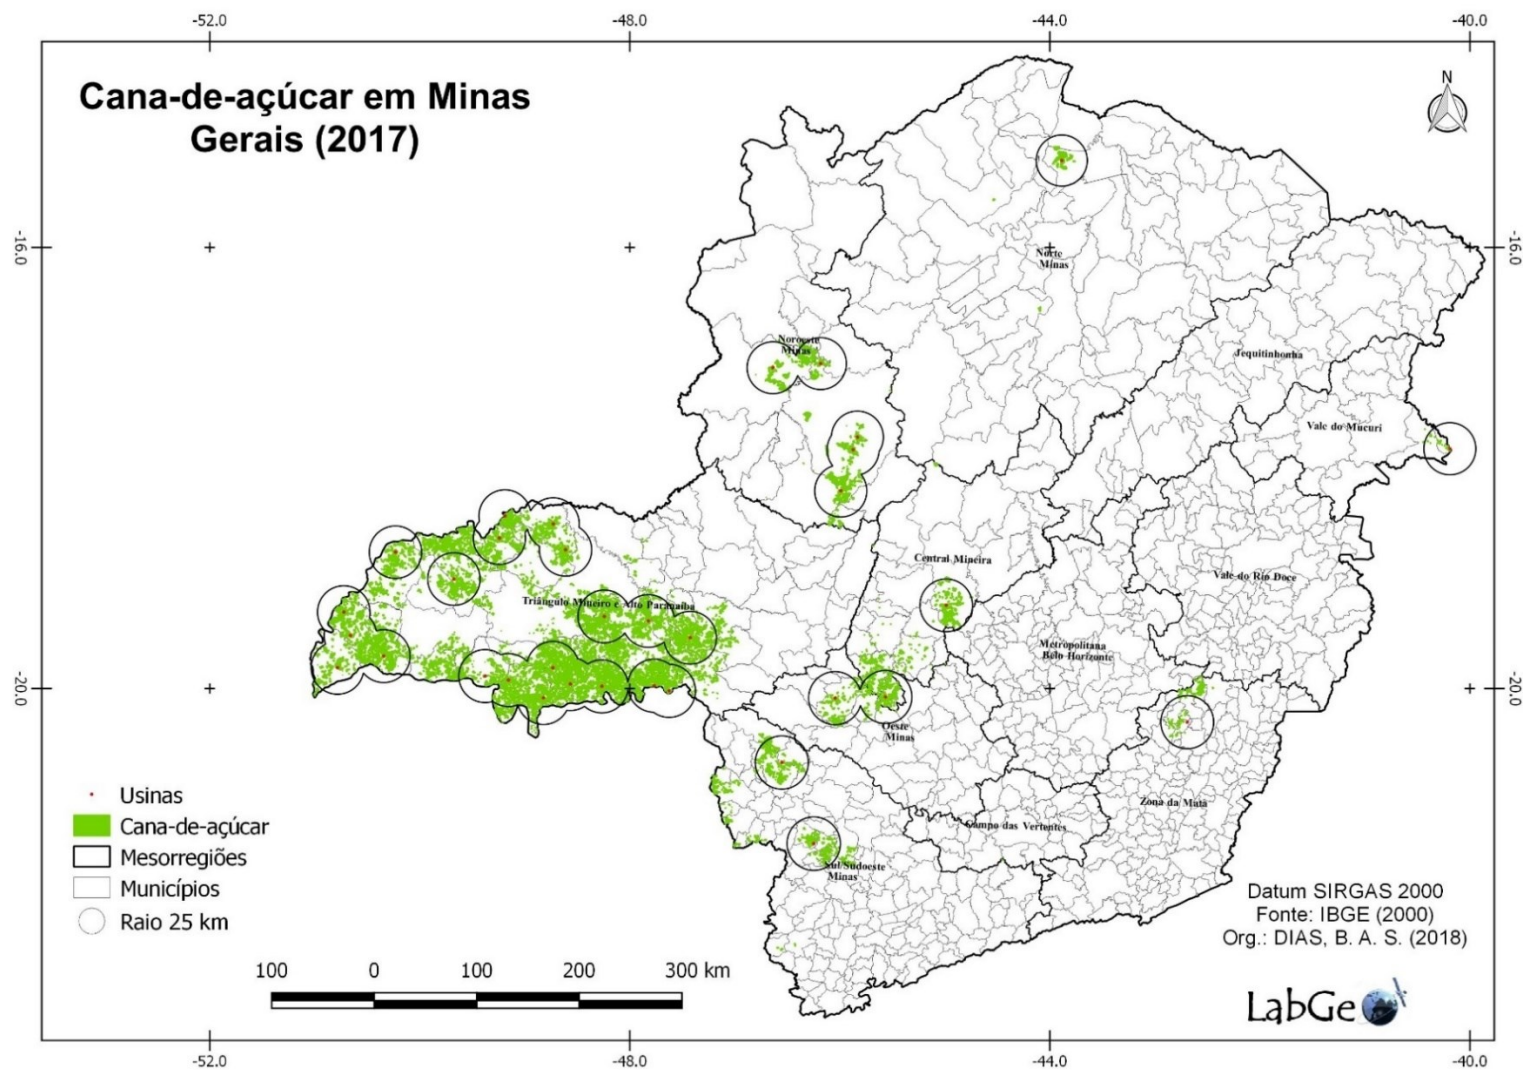 -52.0
-48.0
-44.0
-40.0
Cana-de-açúcar em Minas
Gerais (2017)
N
-16.0
-16.0
Norte
Minas
Noroeste
Minas
Jequitinhonha
Vale do Mucuri
Central Mineira
Vale do Rio Doce
Triângulo Mineiro e Alto Paranaíba
Metropolitana
Belo Horizonte
-20.0
-20.0
Oeste
Minas
Zona da Mata
Campo das Vertentes
Sul/Sudoeste
Minas
Usinas
Cana-de-açúcar
Mesorregiões
Municípios
Raio 25 km
Datum SIRGAS 2000
Fonte: IBGE (2000)
Org.: DIAS, B. A. S. (2018)
100 0 100 200 300 km
LabGeo
-52.0
-48.0
-44.0
-40.0